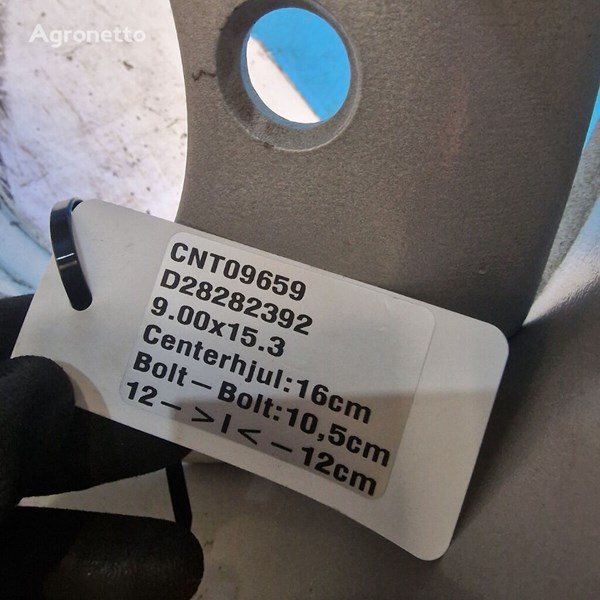 Agronetto
CNT09659
D28282392
9.00x15.3
Centerhjul:16cm
Bolt-Bolt:10,5cm
12->I<-12cm